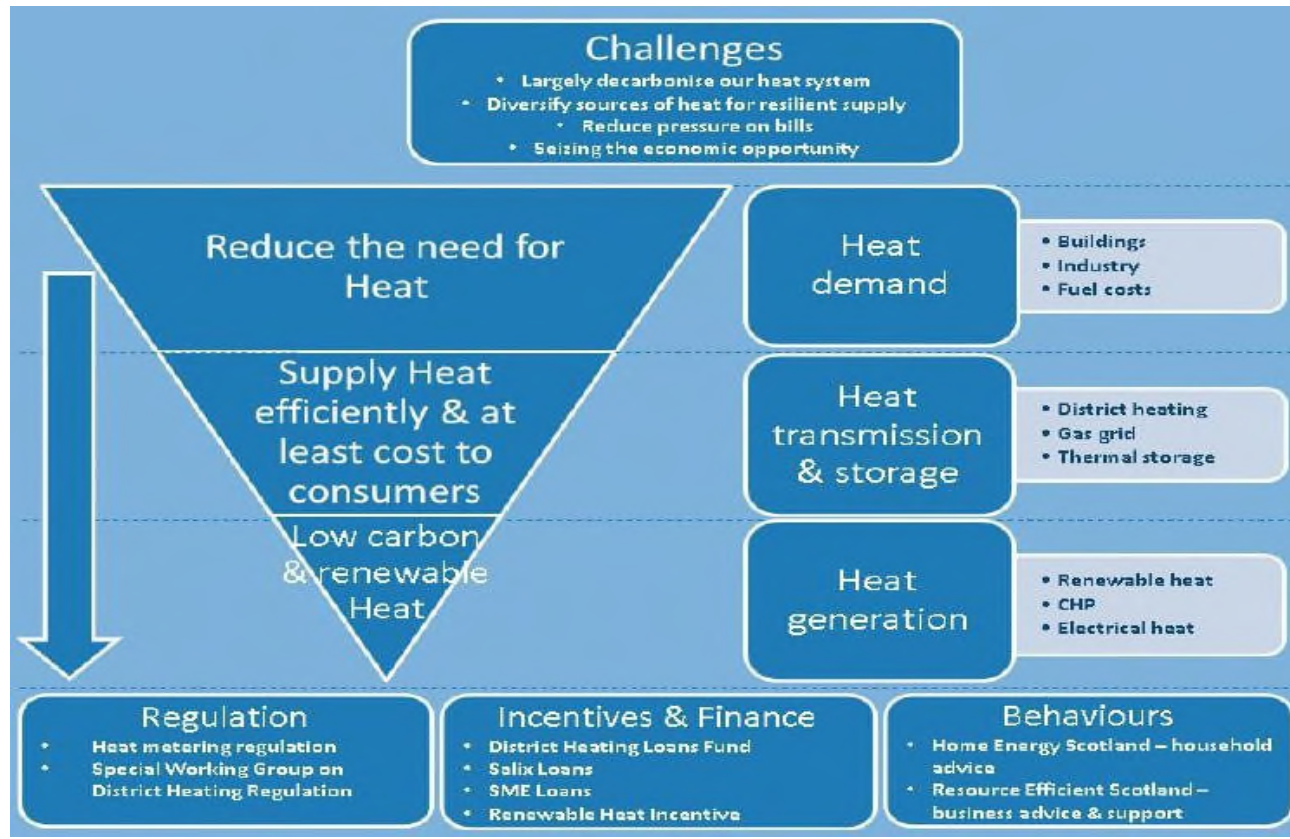 Challenges
• Largely decarbonise our heat system
• Diversify sources of heat for resilient supply
• Reduce pressure on bills
• Seizing the economic opportunity
Reduce the need for
Heat
Heat
demand
• Buildings
• Industry
• Fuel costs
Supply Heat
efficiently & at
least cost to
consumers
Heat
transmission
& storage
• District heating
• Gas grid
• Thermal storage
Low carbon
& renewable
Heat
Heat
generation
• Renewable heat
• CHP
• Electrical heat
Regulation
• Heat metering regulation
• Special Working Group on
District Heating Regulation
Incentives & Finance
• District Heating Loans Fund
• Salix Loans
• SME Loans
• Renewable Heat Incentive
Behaviours
• Home Energy Scotland – household
advice
• Resource Efficient Scotland –
business advice & support